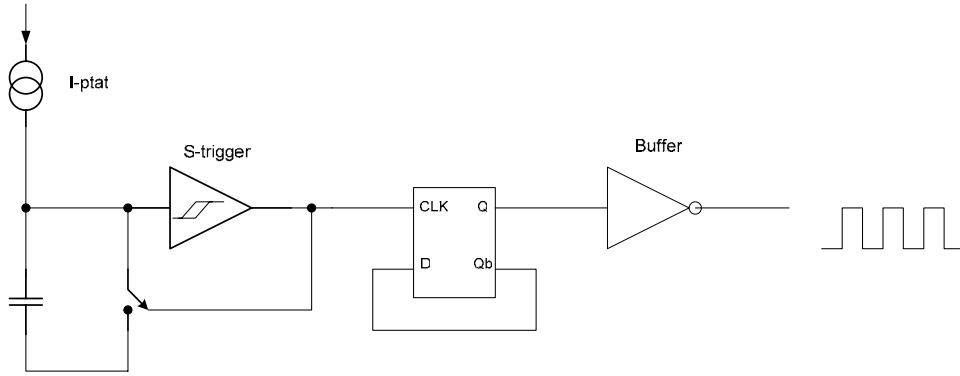 I-ptat
S-trigger
Buffer
CLK
Q
D
Qb